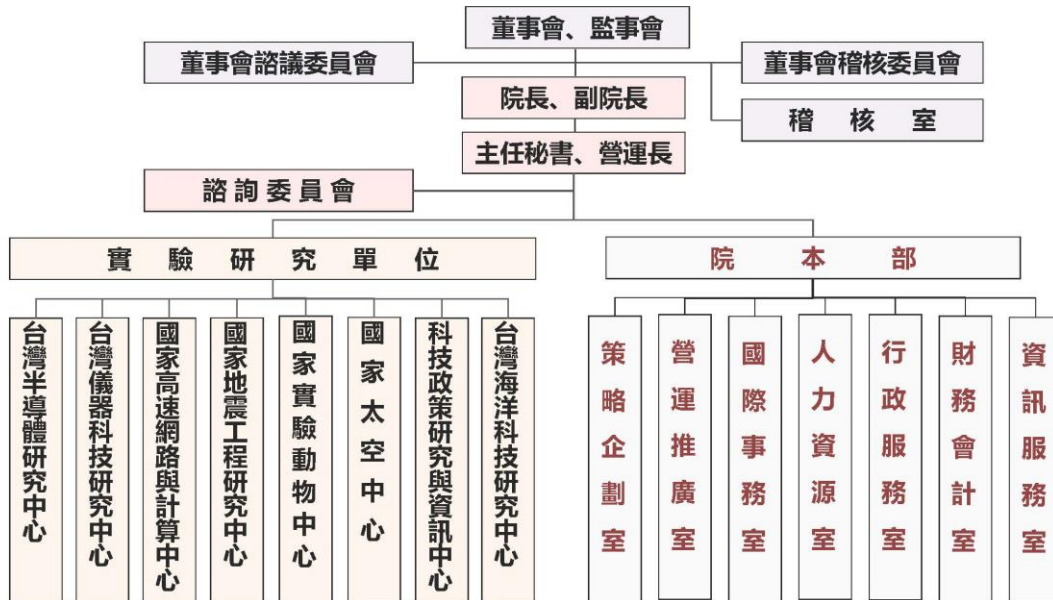 董事會、監事會
董事會諮議委員會
董事會稽核委員會
院長、副院長
稽核室
主任秘書、營運長
諮詢委員會
實驗研究單位
院本部
台灣半導體研究中心
台灣儀器科技研究中心
國家高速網路與計算中心
國家地震工程研究中心
國家實驗動物中心
國家太空中心
科技政策研究與資訊中心
台灣海洋科技研究中心
策略企劃室
營運推廣室
國際事務室
人力資源室
行政服務室
財務會計室
資訊服務室